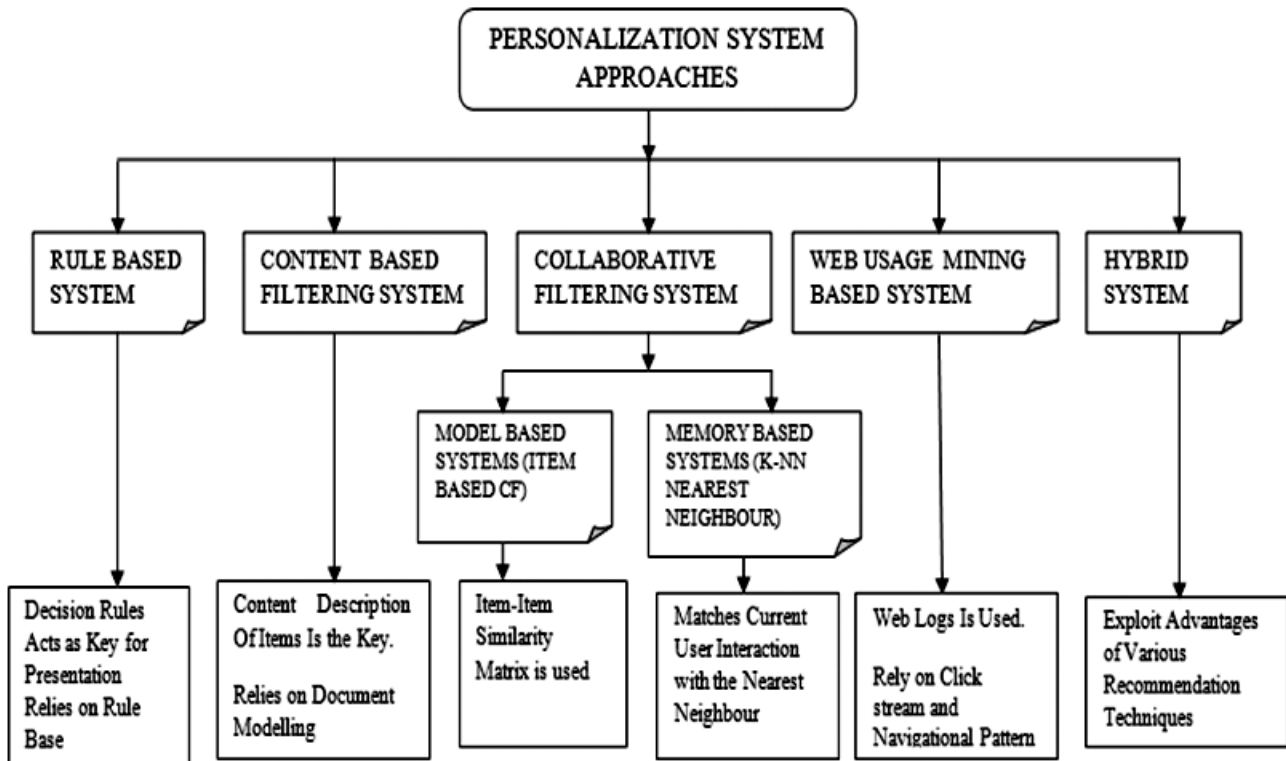 PERSONALIZATION SYSTEM
APPROACHES
RULE BASED
SYSTEM
CONTENT BASED
FILTERING SYSTEM
COLLABORATIVE
FILTERING SYSTEM
WEB USAGE MINING
BASED SYSTEM
HYBRID
SYSTEM
MODEL BASED
SYSTEMS (ITEM
BASED CF)
MEMORY BASED
SYSTEMS (K-NN
NEAREST
NEIGHBOUR)
Decision Rules
Acts as Key for
Presentation
Relies on Rule
Base
Content Description
Of Items Is the Key.
Relies on Document
Modelling
Item-Item
Similarity
Matrix is used
Matches Current
User Interaction
with the Nearest
Neighbour
Web Logs Is Used.
Rely on Click
stream and
Navigational Pattern
Exploit Advantages
of Various
Recommendation
Techniques